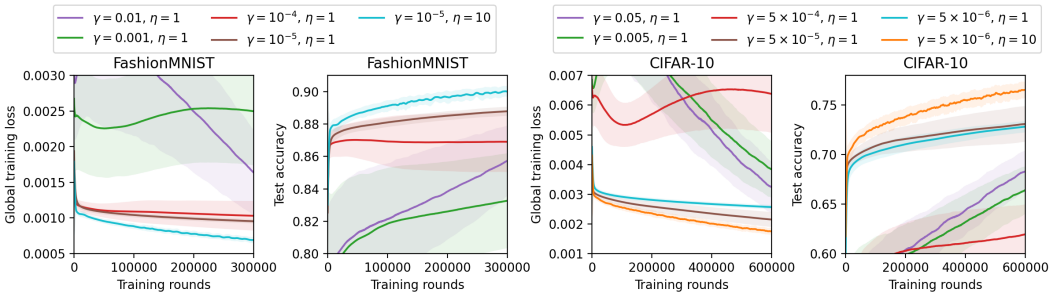 γ = 0.01, η = 1
γ = 0.001, η = 1
γ = 10⁻⁴, η = 1
γ = 10⁻⁵, η = 1
γ = 10⁻⁵, η = 10
γ = 0.05, η = 1
γ = 0.005, η = 1
γ = 5 × 10⁻⁴, η = 1
γ = 5 × 10⁻⁵, η = 1
γ = 5 × 10⁻⁶, η = 1
γ = 5 × 10⁻⁶, η = 10
FashionMNIST
Global training loss
0.0030
0.0025
0.0020
0.0015
0.0010
0.0005
0 100000 200000 300000
Training rounds
FashionMNIST
Test accuracy
0.90
0.88
0.86
0.84
0.82
0.80
0 100000 200000 300000
Training rounds
CIFAR-10
Global training loss
0.007
0.006
0.005
0.004
0.003
0.002
0.001
0 200000 400000 600000
Training rounds
CIFAR-10
Test accuracy
0.75
0.70
0.65
0.60
0 200000 400000 600000
Training rounds